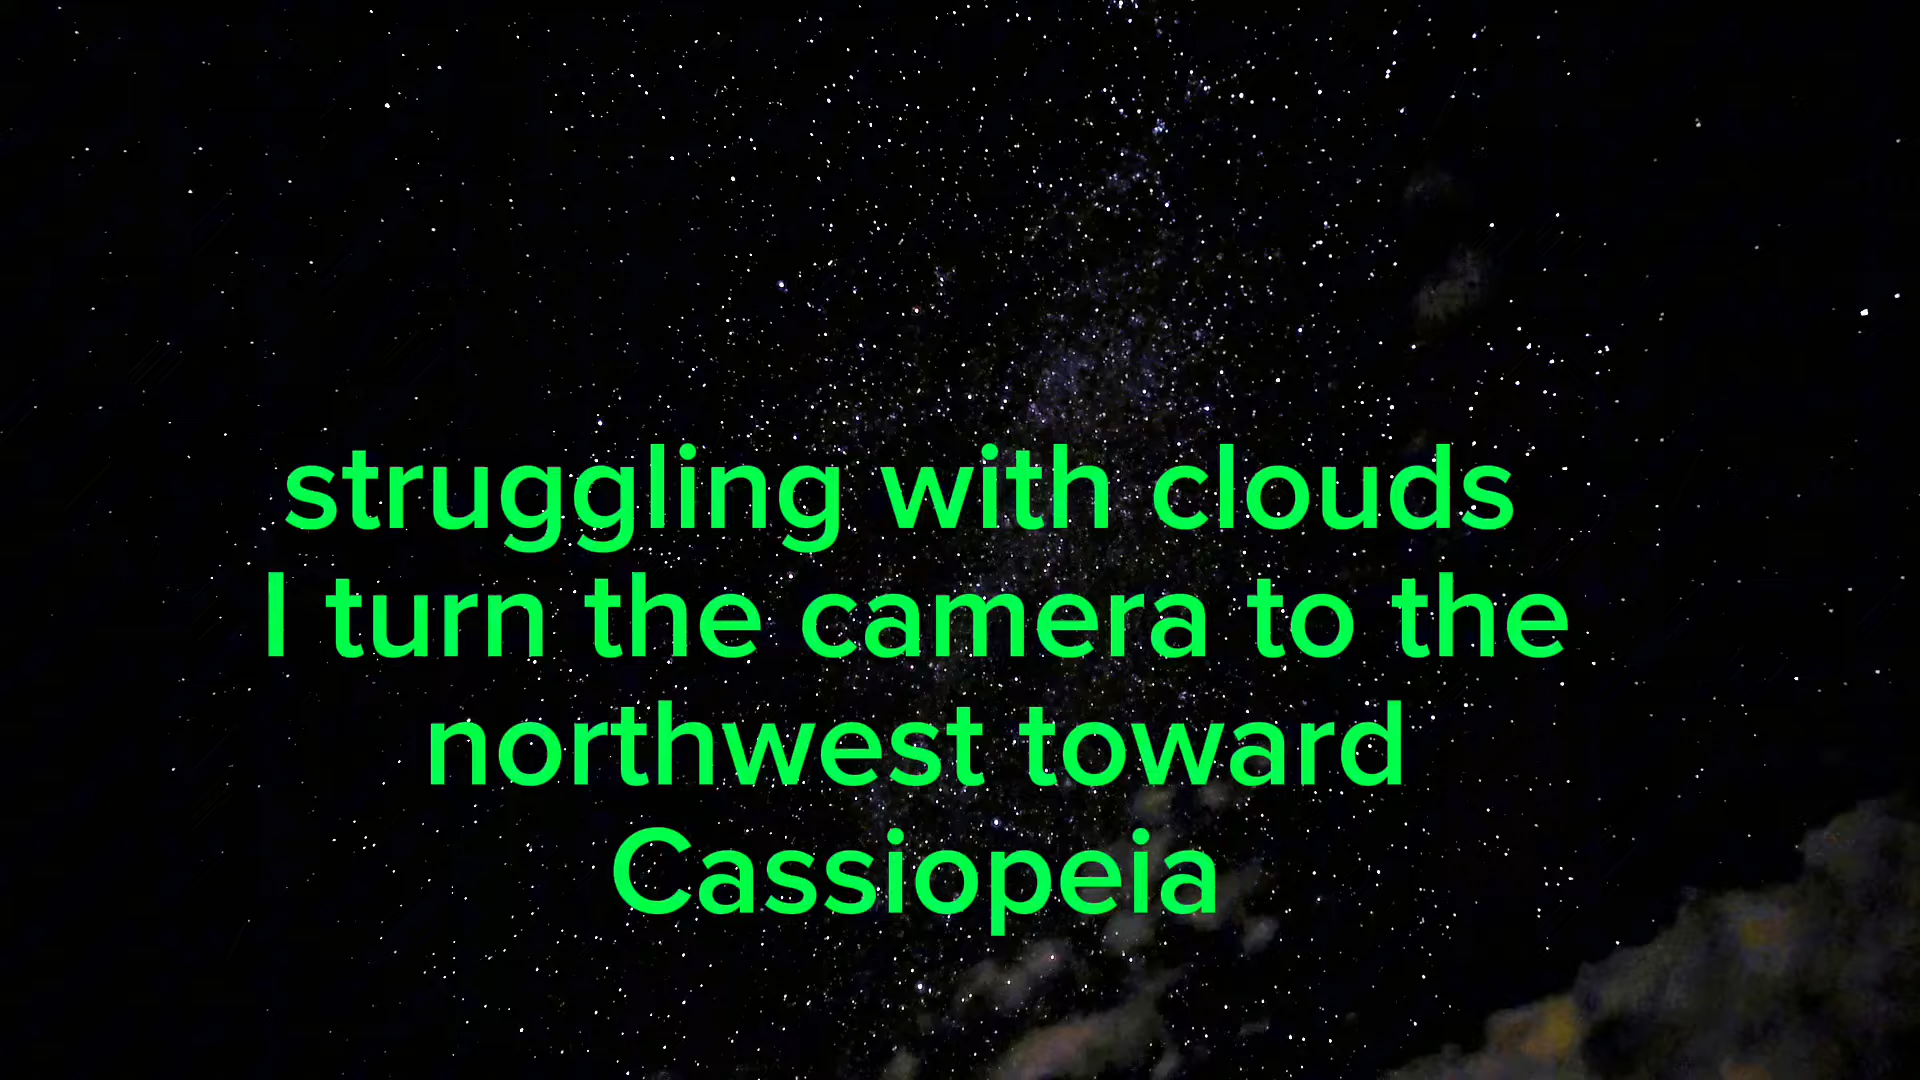 struggling with clouds
I turn the camera to the
northwest toward
Cassiopeia